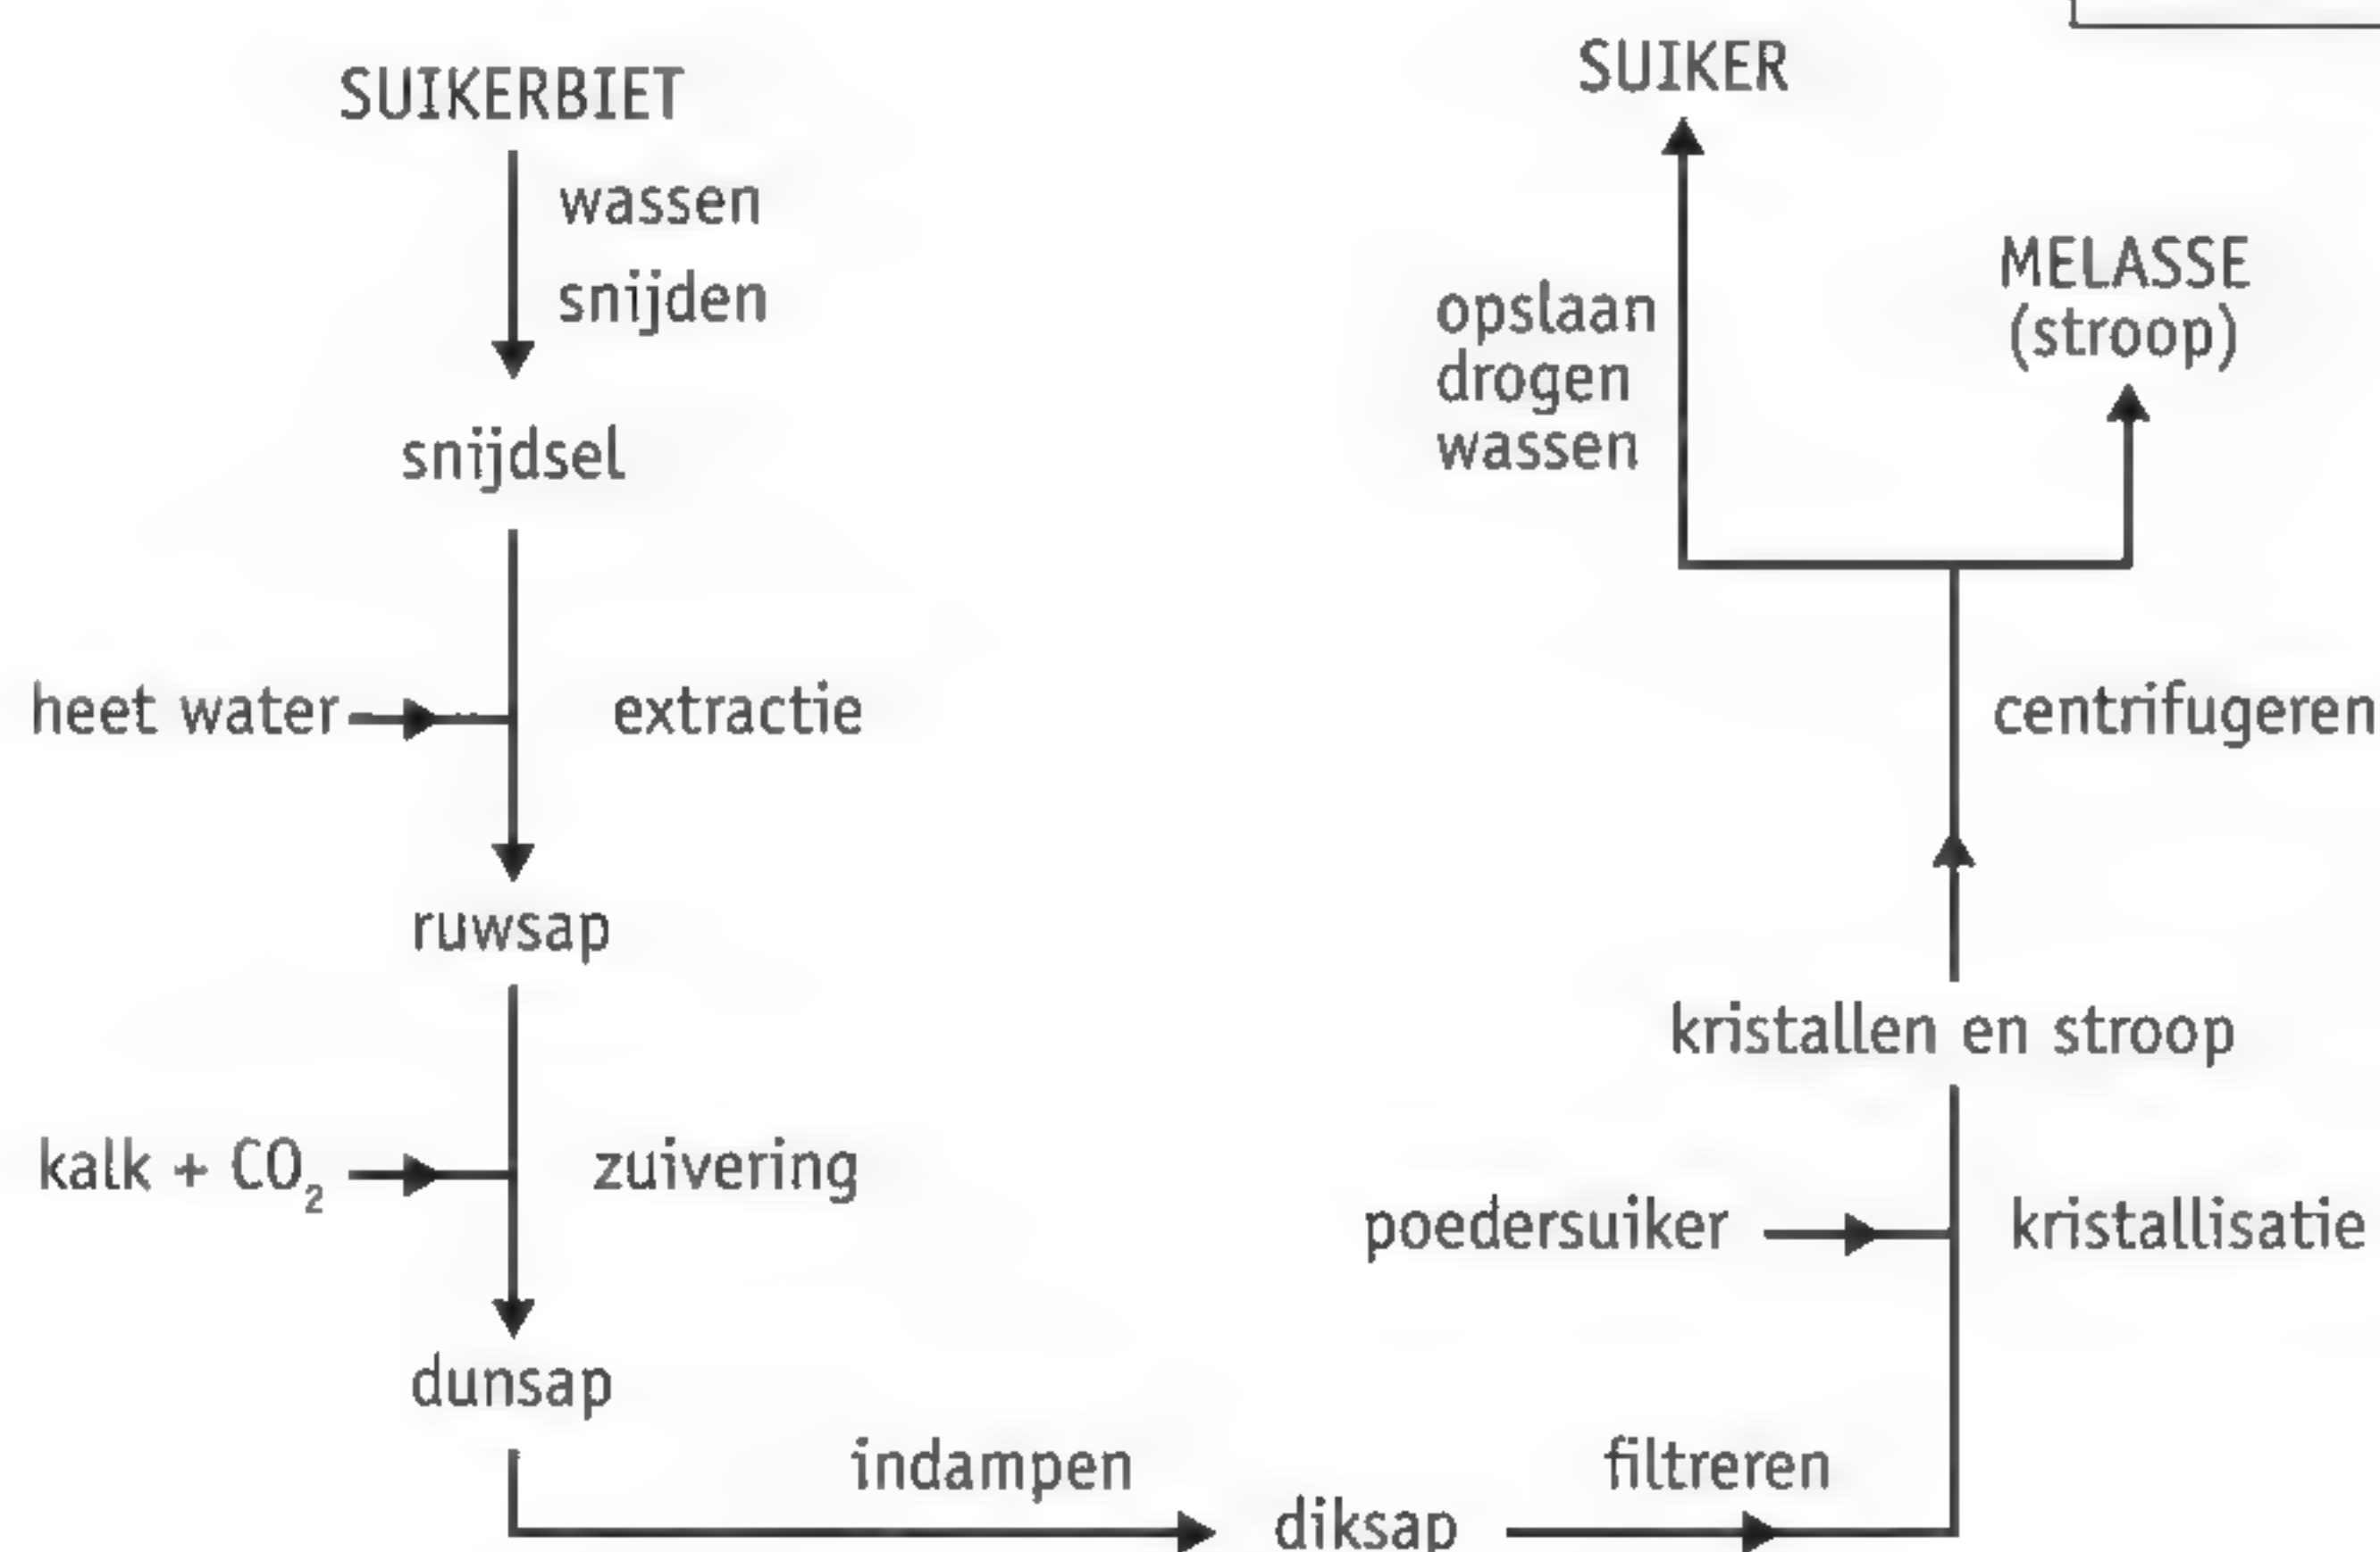 SUIKERBIET
wassen
snijden
snijdsel
heet water
extractie
ruwsap
kalk + CO₂
zuivering
dunsap
indampen
diksap
filtreren
poedersuiker
kristallisatie
kristallen en stroop
centrifugeren
MELASSE
(stroop)
opslaan
drogen
wassen
SUIKER